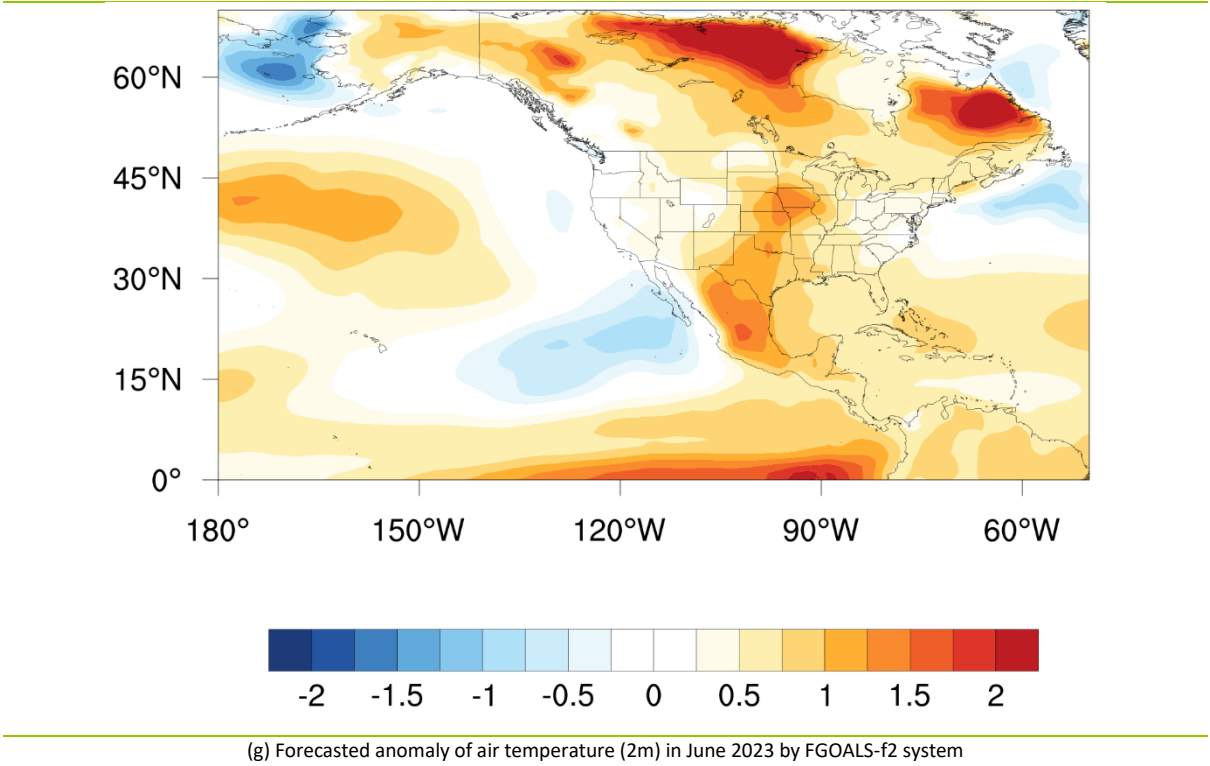 60°N
45°N
30°N
15°N
0°
180° 150°W 120°W 90°W 60°W
-2 -1.5 -1 -0.5 0 0.5 1 1.5 2
(g) Forecasted anomaly of air temperature (2m) in June 2023 by FGOALS-f2 system